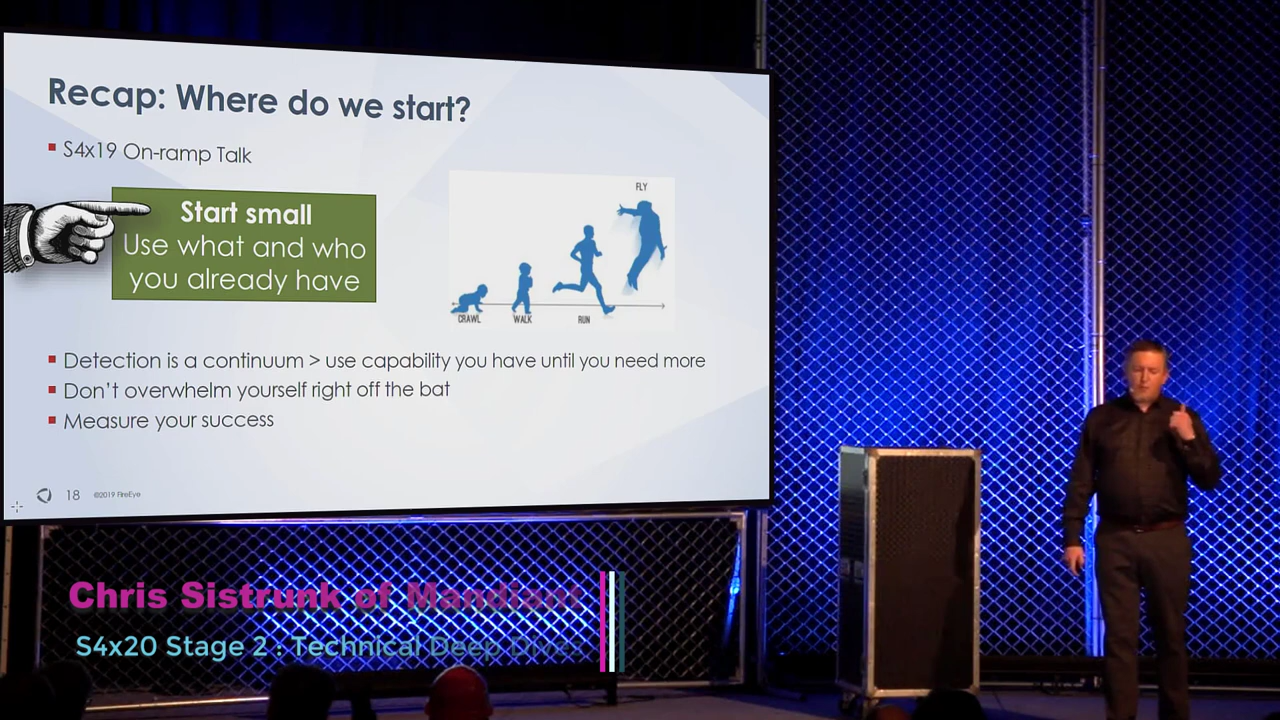 Recap: Where do we start?
S4x19 On-ramp Talk
Start small
Use what and who
you already have
FLY
CRAWL
WALK
RUN
Detection is a continuum > use capability you have until you need more
Don't overwhelm yourself right off the bat
Measure your success
18
©2019 FireEye
Chris Sistrunk of Mandiant
S4x20 Stage 2 : Technical Deep Dives